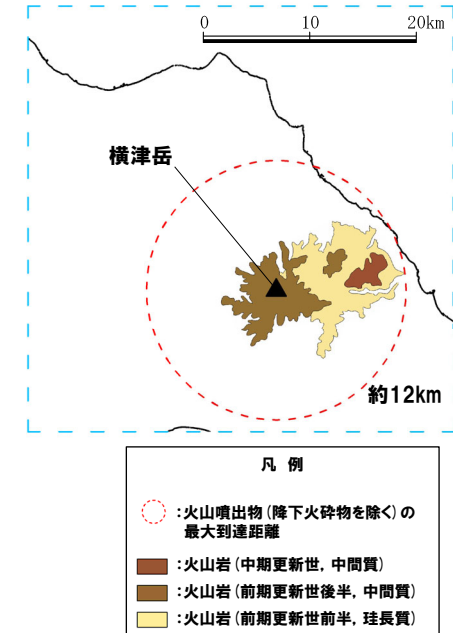 0 10 20km
横津岳
約12km
凡 例
:火山噴出物(降下火砕物を除く)の
最大到達距離
:火山岩(中期更新世, 中間質)
:火山岩(前期更新世後半, 中間質)
:火山岩(前期更新世前半, 珪長質)